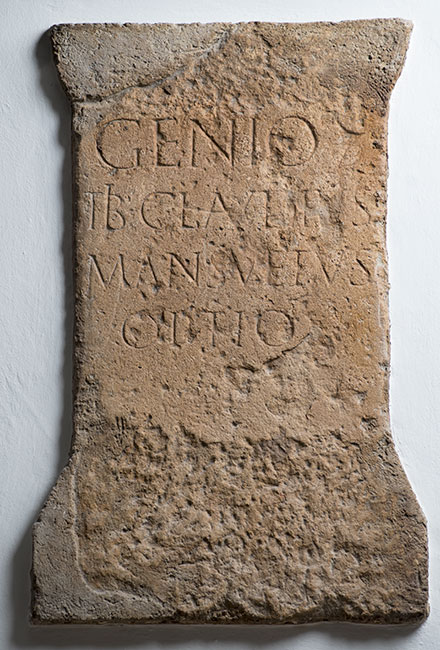 GENIO Ɔ
TIB·CLAVDIVS
MANSVETVS
OPTIO